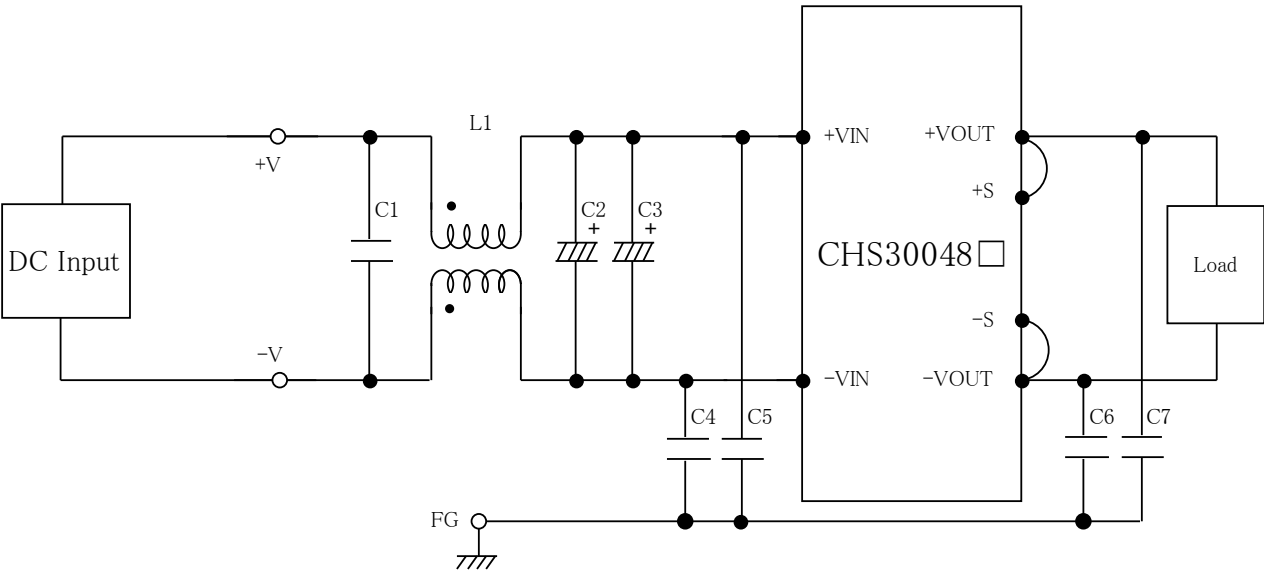 L1
+VIN
+VOUT
+V
+S
C1
C2
C3
+
+
DC Input
CHS30048□
Load
-S
-V
-VIN
-VOUT
C4
C5
C6
C7
FG